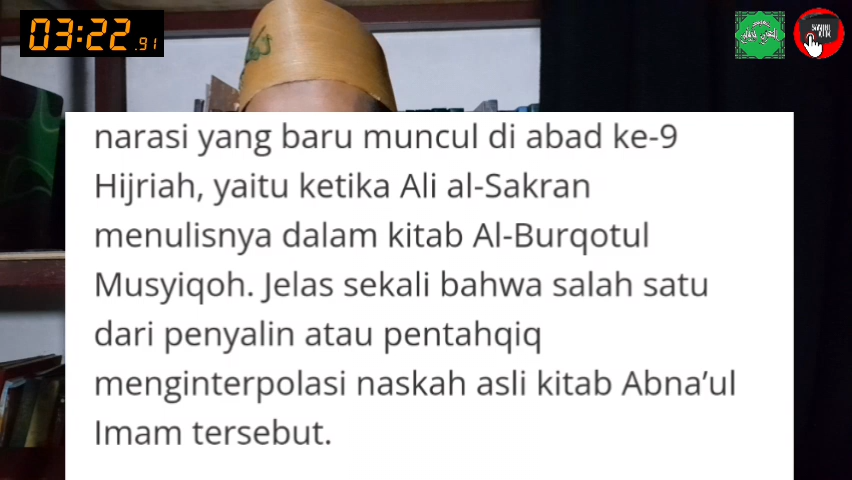 03:22.91
narasi yang baru muncul di abad ke-9
Hijriah, yaitu ketika Ali al-Sakran
menulisnya dalam kitab Al-Burqotul
Musyiqoh. Jelas sekali bahwa salah satu
dari penyalin atau pentahqiq
menginterpolasi naskah asli kitab Abna’ul
Imam tersebut.